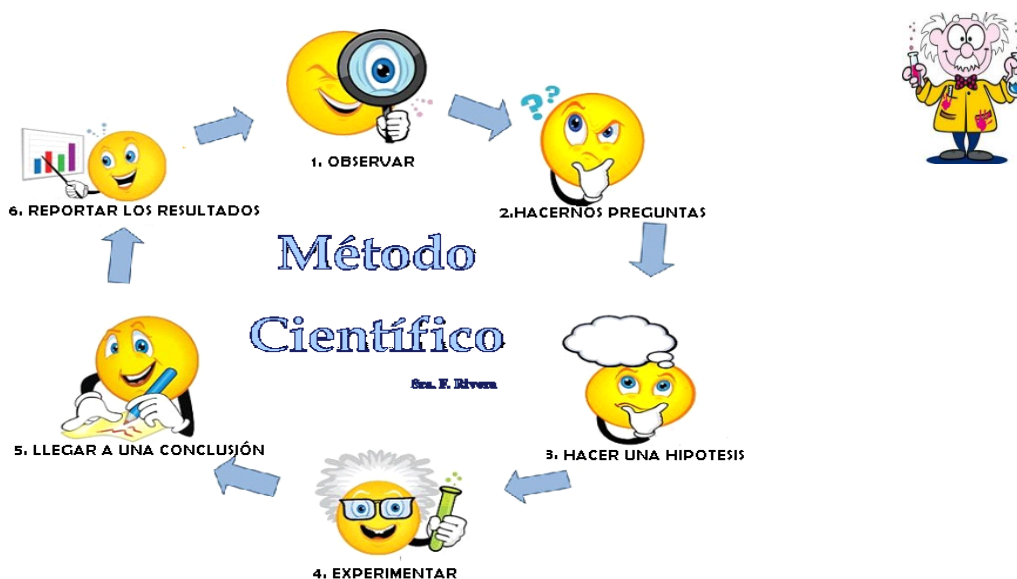 1. OBSERVAR
2.HACERNOS PREGUNTAS
3. HACER UNA HIPOTESIS
4. EXPERIMENTAR
5. LLEGAR A UNA CONCLUSIÓN
6. REPORTAR LOS RESULTADOS
Método
Científico
Sra. F. Rivera